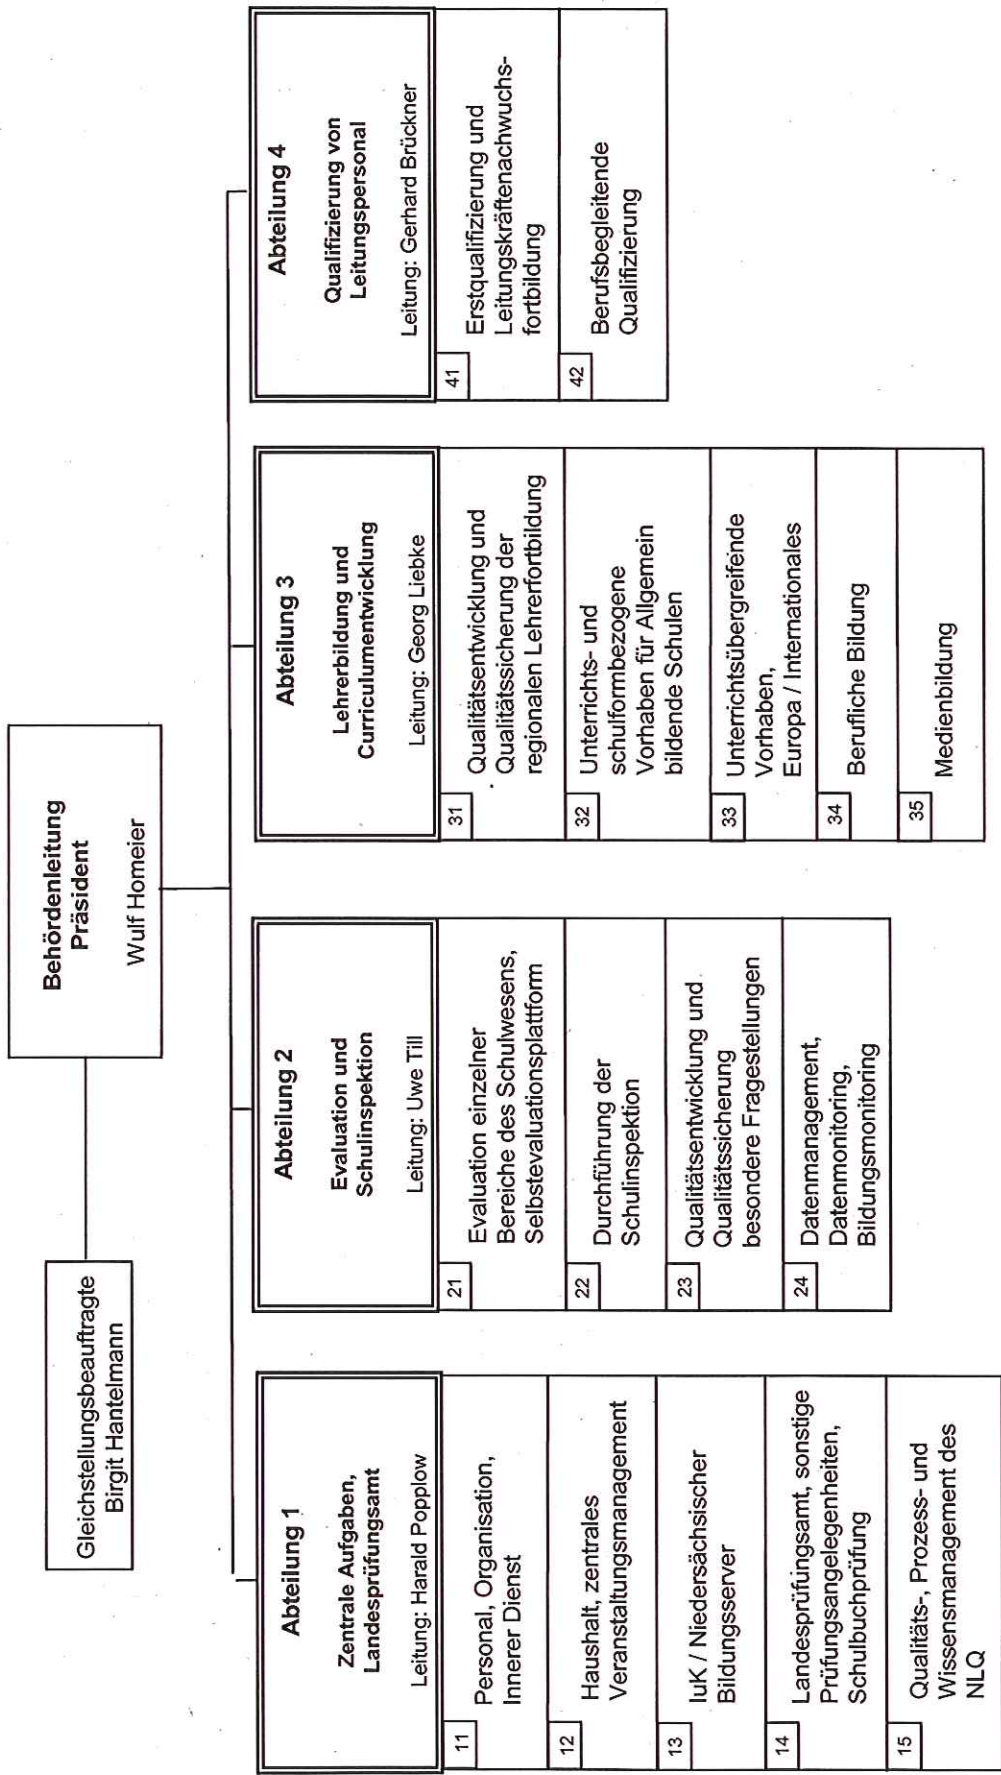 Behördenleitung
Präsident
Wulf Homeier
Gleichstellungsbeauftragte
Birgit Hantelmann
Abteilung 1
Zentrale Aufgaben,
Landesprüfungsamt
Leitung: Harald Popplow
11
Personal, Organisation,
Innerer Dienst
12
Haushalt, zentrales
Veranstaltungsmanagement
13
IuK / Niedersächsischer
Bildungsserver
14
Landesprüfungsamt, sonstige
Prüfungsangelegenheiten,
Schulbuchprüfung
15
Qualitäts-, Prozess- und
Wissensmanagement des
NLQ
Abteilung 2
Evaluation und
Schulinspektion
Leitung: Uwe Till
21
Evaluation einzelner
Bereiche des Schulwesens,
Selbstevaluationsplattform
22
Durchführung der
Schulinspektion
23
Qualitätsentwicklung und
Qualitätssicherung
besondere Fragestellungen
24
Datenmanagement,
Datenmonitoring,
Bildungsmonitoring
Abteilung 3
Lehrerbildung und
Curriculumentwicklung
Leitung: Georg Liebke
31
Qualitätsentwicklung und
Qualitätssicherung der
regionalen Lehrerfortbildung
32
Unterrichts- und
schulformbezogene
Vorhaben für Allgemein
bildende Schulen
33
Unterrichtsübergreifende
Vorhaben,
Europa / Internationales
34
Berufliche Bildung
35
Medienbildung
Abteilung 4
Qualifizierung von
Leitungspersonal
Leitung: Gerhard Brückner
41
Erstqualifizierung und
Leitungskräftenachwuchs-
fortbildung
42
Berufsbegleitende
Qualifizierung